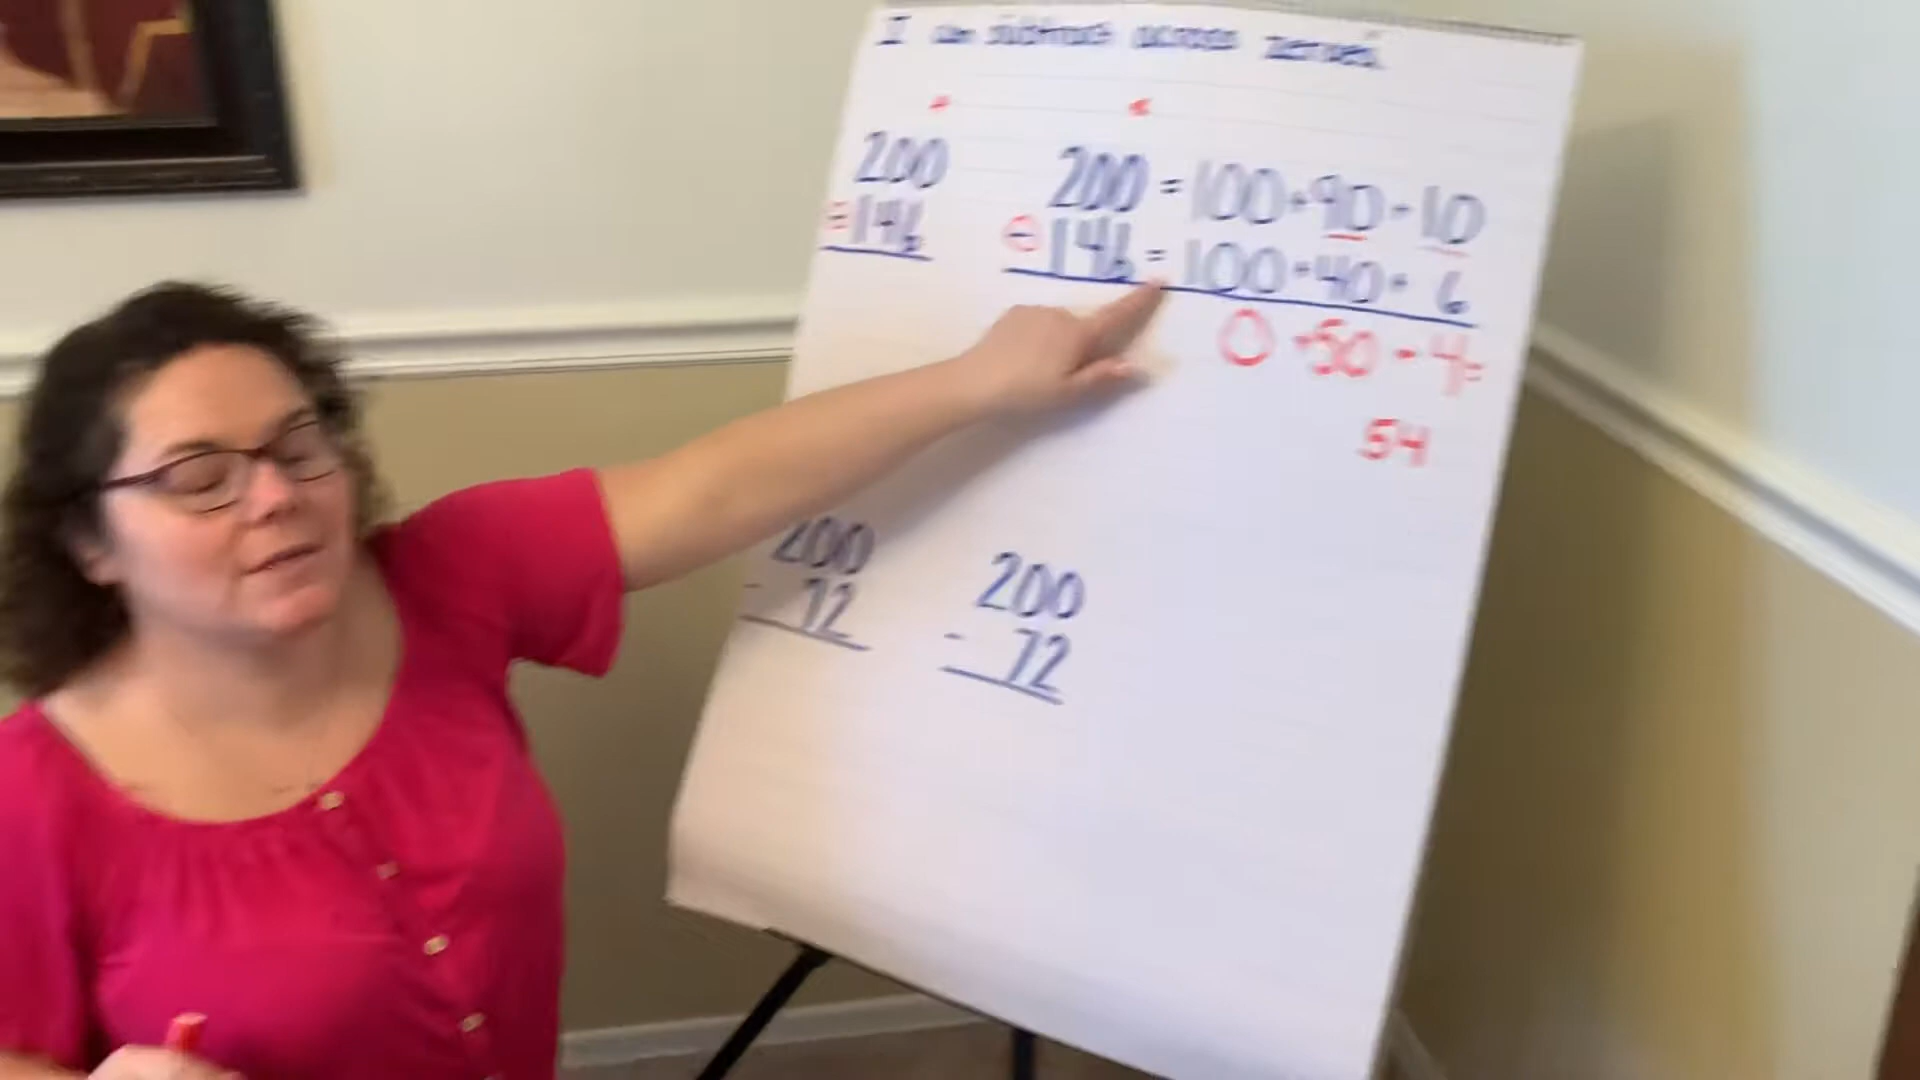 I can subtract across zeroes.
200
-146
200 = 100 + 90 + 10
-146 = 100 + 40 + 6
0 + 50 + 4 =
54
200
- 72
200
- 72